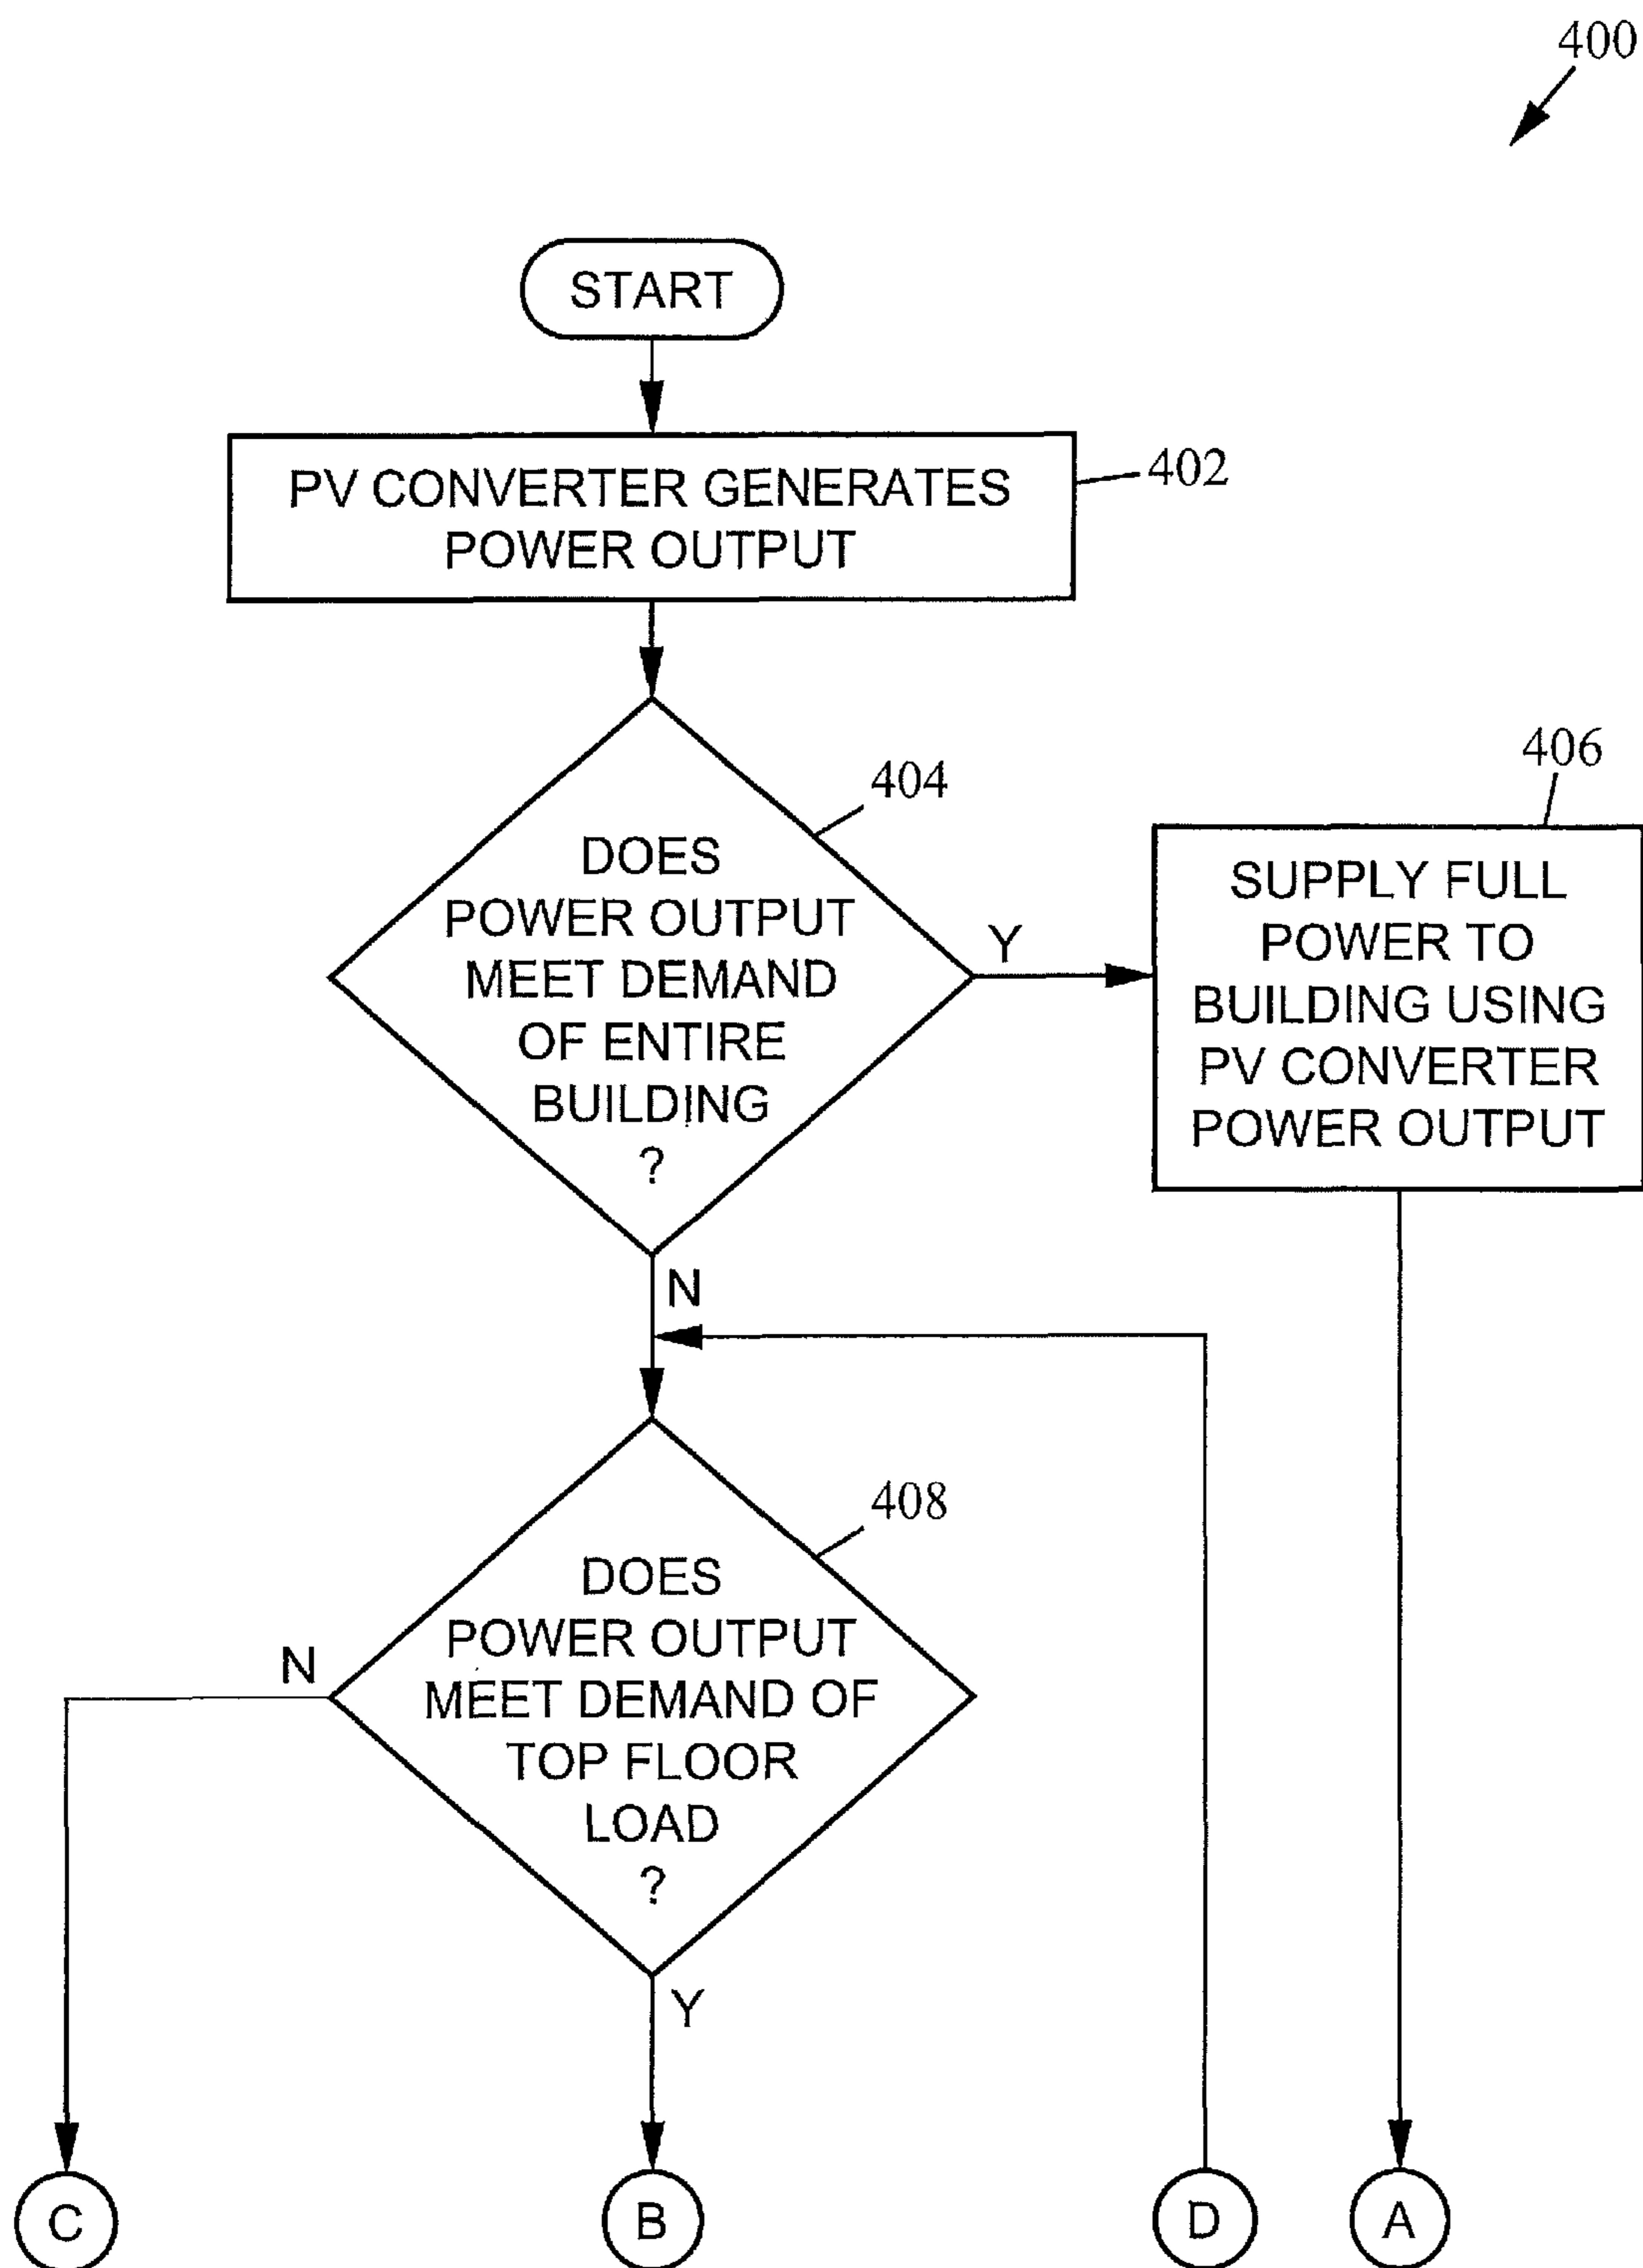 400
START
PV CONVERTER GENERATES
POWER OUTPUT
402
404
DOES
POWER OUTPUT
MEET DEMAND
OF ENTIRE
BUILDING
?
Y
N
406
SUPPLY FULL
POWER TO
BUILDING USING
PV CONVERTER
POWER OUTPUT
408
DOES
POWER OUTPUT
MEET DEMAND OF
TOP FLOOR
LOAD
?
N
Y
C
B
D
A